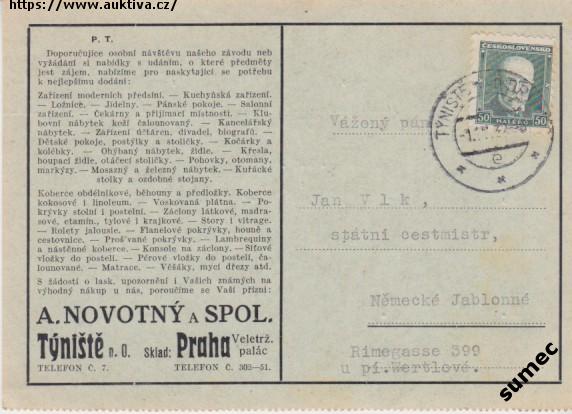 https://www.auktiva.cz/
P. T.
Doporučujíce osobní návštěvu našeho závodu neb
vyžádání si nabídky s udáním, o které předměty
jest zájem, nabízíme pro naskytající se potřebu
k nejlepšímu dodání:
Zařízení moderních předsíní. — Kuchyňská zařízení.
— Ložnice. — Jídelny. — Pánské pokoje. — Salonní
zařízení. — Čekárny a přijímací místnosti. — Klu-
bovní nábytek koží čalounovaný. — Kancelářský
nábytek. — Zařízení účtáren, divadel, biografů. —
Dětské pokoje, postýlky a stoličky. — Kočárky a
kolébky. — Ohýbaný nábytek, židle. — Křesla,
houpací židle, otáčecí stoličky. — Pohovky, otomany,
markýzy. — Mosazný a železný nábytek. — Kuřácké
stolky a ozdobné stojany.
Koberce obdélníkové, běhouny a předložky. Koberce
kokosové i linoleum. — Voskovaná plátna. — Po-
krývky stolní i postelní. — Záclony látkové, madra-
sové, etamin., tylové i krajkové. — Story i vitrage.
— Rolety jalousie. — Flanelové pokrývky, houně a
cestovnice. — Prošívané pokrývky. — Lambrequiny
a nástěnné koberce. — Konsole na záclony. — Síťové
vložky do postelí. — Pérové vložky do postelí, ča-
lounované. — Matrace. — Věšáky, mycí dřezy atd.
S žádostí o lask. upozornění i Vašich známých na
výhodný nákup u nás, poroučíme se Vaší přízni:
A. NOVOTNÝ A SPOL.
Týniště n. O. Sklad: Praha Veletrž.
palác
TELEFON Č. 7. TELEFON Č. 302—51.
ČESKOSLOVENSKO
50 HALÉŘŮ 50
TÝNIŠTĚ
e
Vážený pán
Jan Vlk,
spátní cestmistr,
Německé Jablonné
Rimegasse 399
u pí. Wertlové.
sumec